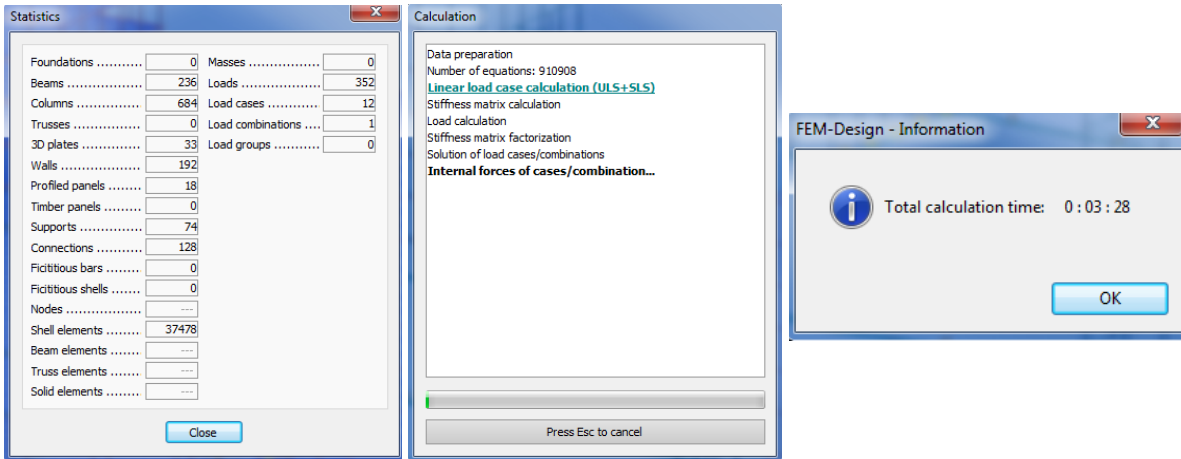 Statistics
Foundations ........... 0 Masses ................. 0
Beams .................. 236 Loads ................... 352
Columns ................ 684 Load cases ............ 12
Trusses ................ 0 Load combinations .... 1
3D plates .............. 33 Load groups ........... 0
Walls ................... 192
Profiled panels ........ 18
Timber panels ......... 0
Supports ............... 74
Connections ........... 128
Ficititious bars ........ 0
Ficititious shells ....... 0
Nodes .................. ---
Shell elements ........ 37478
Beam elements ....... ---
Truss elements ....... ---
Solid elements ........ ---
Close
Calculation
Data preparation
Number of equations: 910908
Linear load case calculation (ULS+SLS)
Stiffness matrix calculation
Load calculation
Stiffness matrix factorization
Solution of load cases/combinations
Internal forces of cases/combination...
Press Esc to cancel
FEM-Design - Information
Total calculation time: 0 : 03 : 28
OK